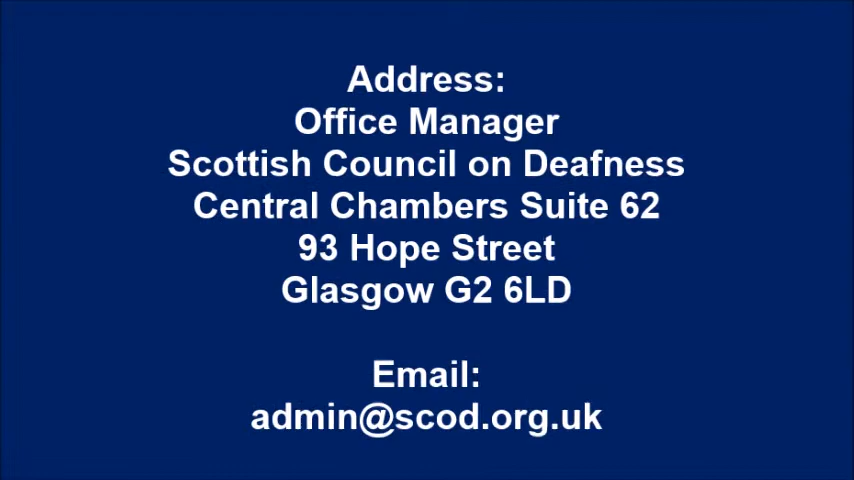 Address:
Office Manager
Scottish Council on Deafness
Central Chambers Suite 62
93 Hope Street
Glasgow G2 6LD
Email:
admin@scod.org.uk